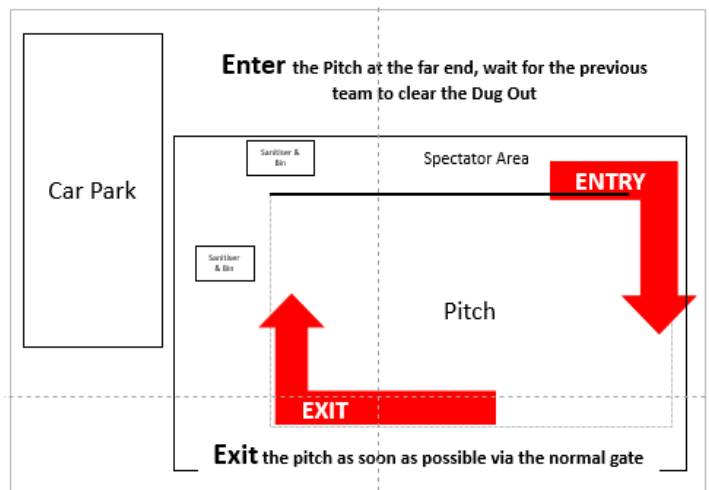 Enter the Pitch at the far end, wait for the previous
team to clear the Dug Out
Sanitiser &
Bin
Spectator Area
ENTRY
Car Park
Sanitiser
& Bin
Pitch
EXIT
Exit the pitch as soon as possible via the normal gate